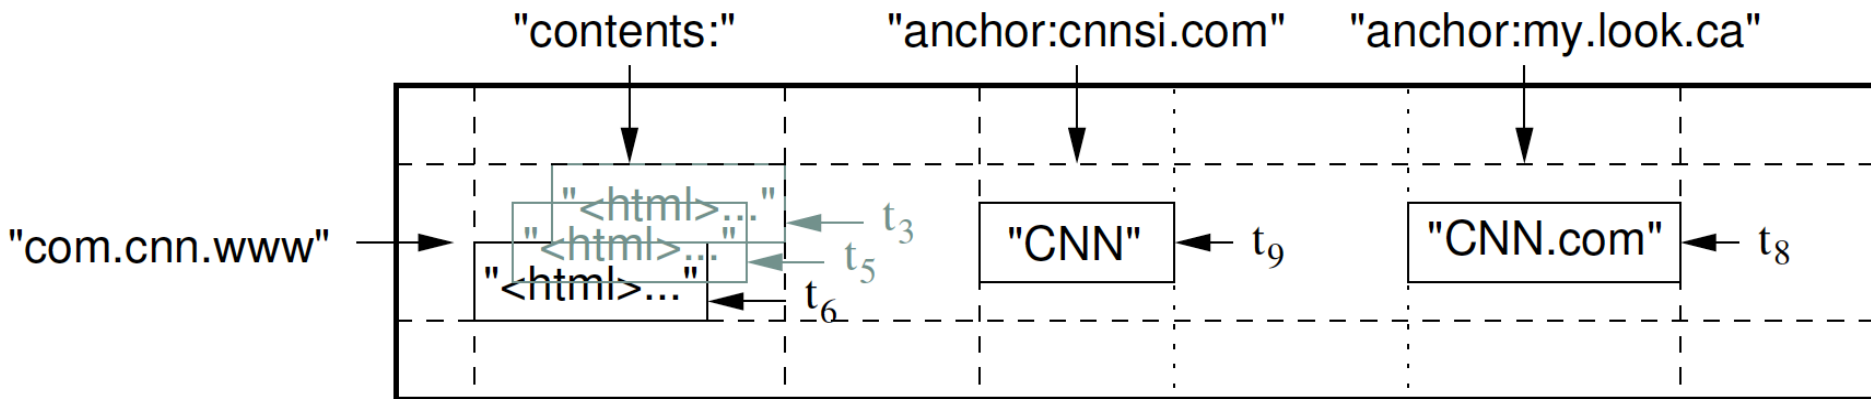 "contents:" "anchor:cnnsi.com" "anchor:my.look.ca"
"<html>..." t3
"com.cnn.www" "<html>..." t5 "CNN" t9 "CNN.com" t8
"<html>..." t6